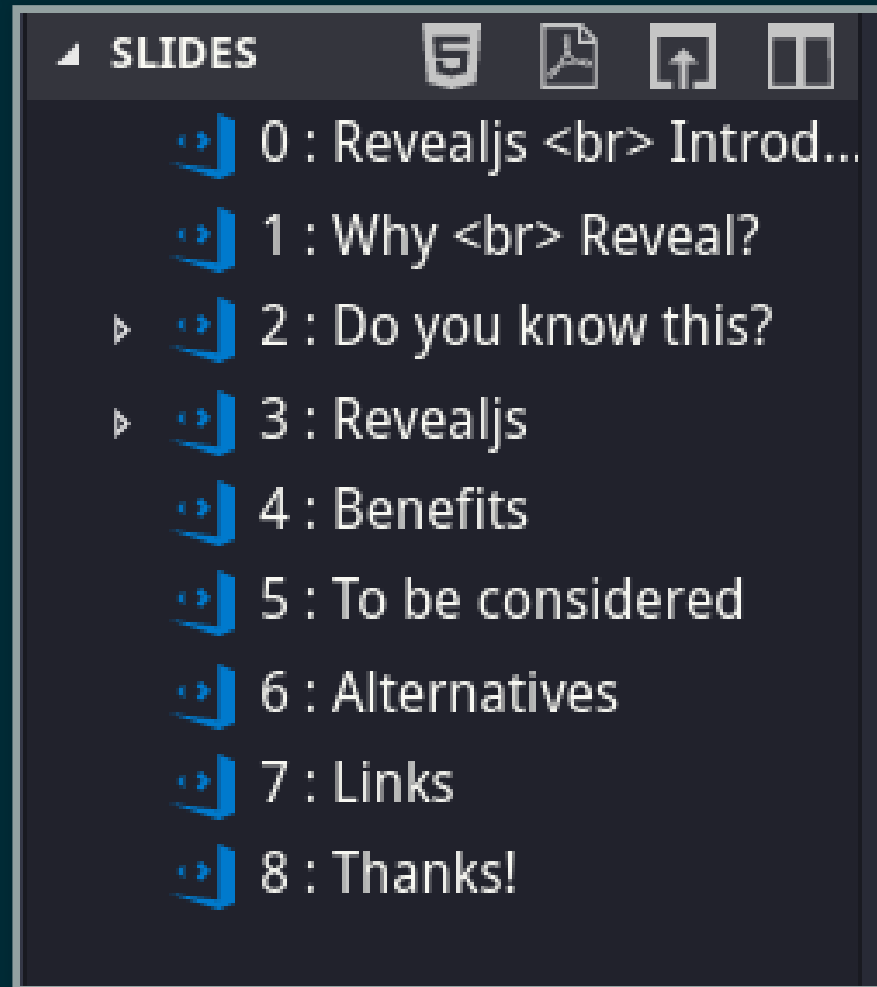 SLIDES
0 : Revealjs <br> Introd...
1 : Why <br> Reveal?
2 : Do you know this?
3 : Revealjs
4 : Benefits
5 : To be considered
6 : Alternatives
7 : Links
8 : Thanks!